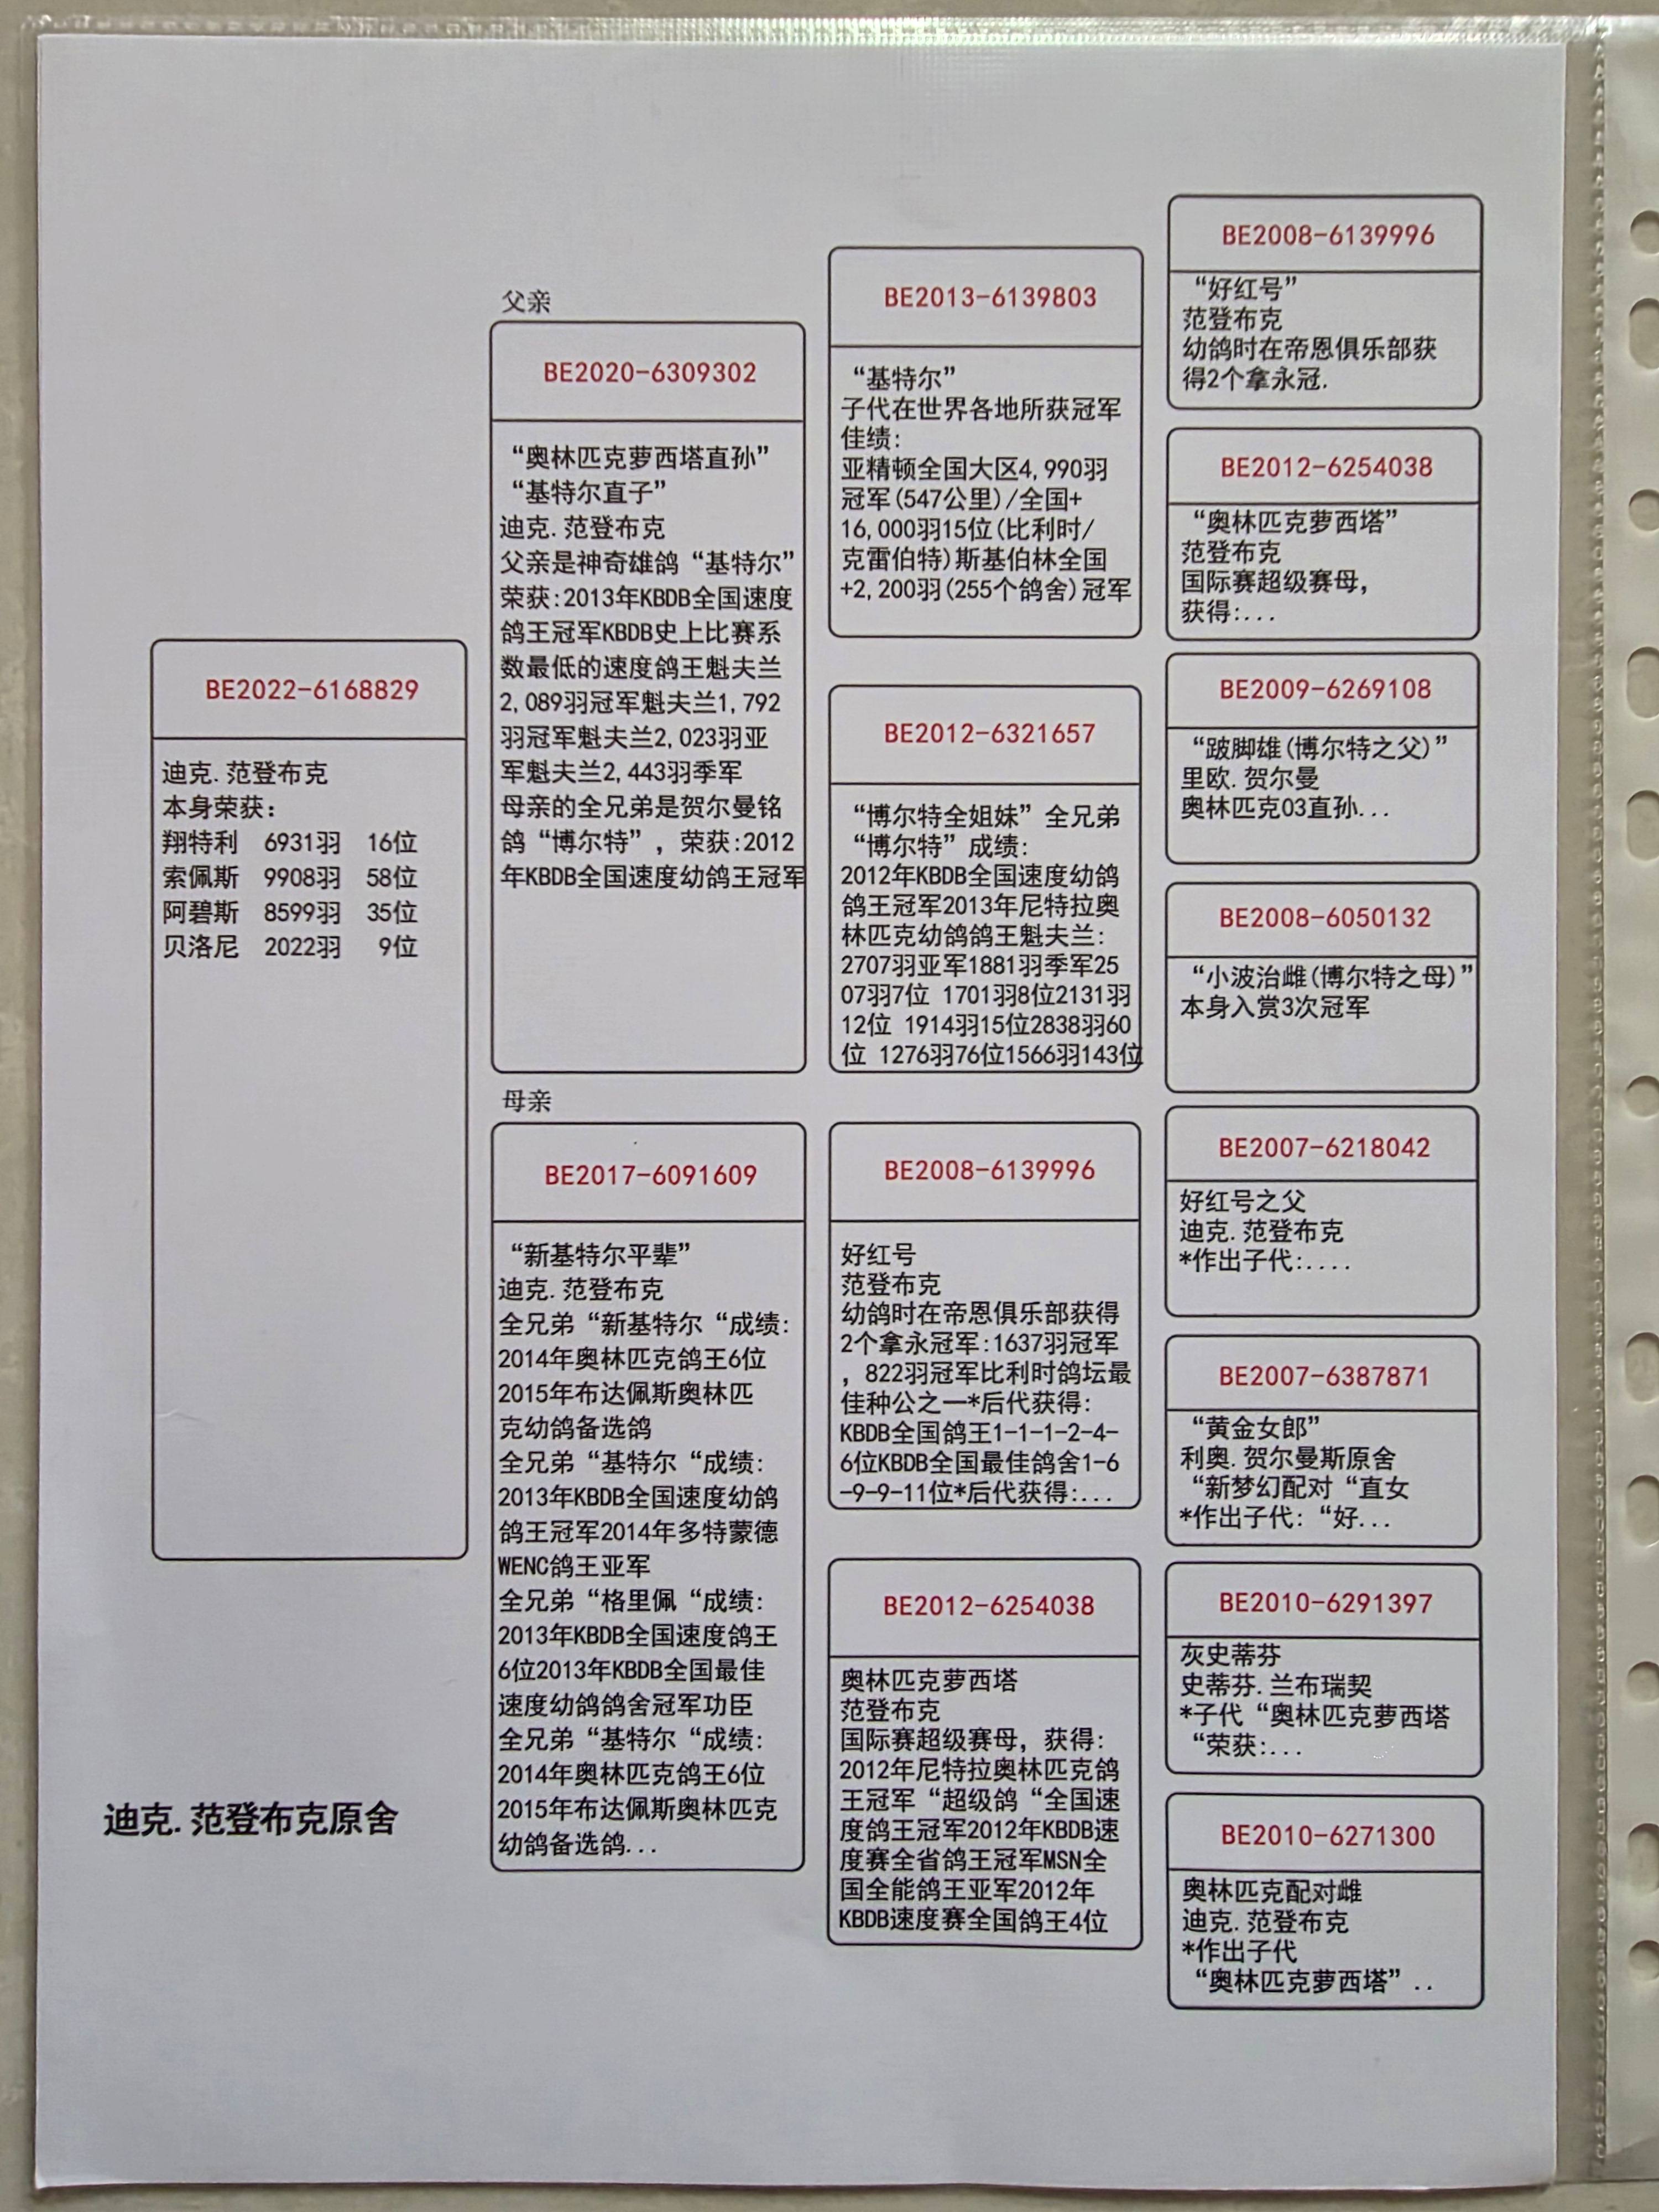 BE2022-6168829
迪克.范登布克
本身荣获:
翔特利 6931羽 16位
索佩斯 9908羽 58位
阿碧斯 8599羽 35位
贝洛尼 2022羽 9位
迪克.范登布克原舍
父亲
BE2020-6309302
“奥林匹克萝西塔直孙”
“基特尔直子”
迪克.范登布克
父亲是神奇雄鸽“基特尔”
荣获:2013年KBDB全国速度
鸽王冠军KBDB史上比赛系
数最低的速度鸽王魁夫兰
2,089羽冠军魁夫兰1,792
羽冠军魁夫兰2,023羽亚
军魁夫兰2,443羽季军
母亲的全兄弟是贺尔曼铭
鸽“博尔特”，荣获:2012
年KBDB全国速度幼鸽王冠军
母亲
BE2017-6091609
“新基特尔平辈”
迪克.范登布克
全兄弟“新基特尔“成绩:
2014年奥林匹克鸽王6位
2015年布达佩斯奥林匹
克幼鸽备选鸽
全兄弟“基特尔“成绩:
2013年KBDB全国速度幼鸽
鸽王冠军2014年多特蒙德
WENC鸽王亚军
全兄弟“格里佩“成绩:
2013年KBDB全国速度鸽王
6位2013年KBDB全国最佳
速度幼鸽鸽舍冠军功臣
全兄弟“基特尔“成绩:
2014年奥林匹克鸽王6位
2015年布达佩斯奥林匹克
幼鸽备选鸽...
BE2013-6139803
“基特尔”
子代在世界各地所获冠军
佳绩:
亚精顿全国大区4,990羽
冠军(547公里)/全国+
16,000羽15位(比利时/
克雷伯特)斯基伯林全国
+2,200羽(255个鸽舍)冠军
BE2012-6321657
“博尔特全姐妹”全兄弟
“博尔特”成绩:
2012年KBDB全国速度幼鸽
鸽王冠军2013年尼特拉奥
林匹克幼鸽鸽王魁夫兰:
2707羽亚军1881羽季军25
07羽7位 1701羽8位2131羽
12位 1914羽15位2838羽60
位 1276羽76位1566羽143位
BE2008-6139996
好红号
范登布克
幼鸽时在帝恩俱乐部获得
2个拿永冠军:1637羽冠军
，822羽冠军比利时鸽坛最
佳种公之一*后代获得:
KBDB全国鸽王1-1-1-2-4-
6位KBDB全国最佳鸽舍1-6
-9-9-11位*后代获得:...
BE2012-6254038
奥林匹克萝西塔
范登布克
国际赛超级赛母，获得:
2012年尼特拉奥林匹克鸽
王冠军“超级鸽“全国速
度鸽王冠军2012年KBDB速
度赛全省鸽王冠军MSN全
国全能鸽王亚军2012年
KBDB速度赛全国鸽王4位
BE2008-6139996
“好红号”
范登布克
幼鸽时在帝恩俱乐部获
得2个拿永冠.
BE2012-6254038
“奥林匹克萝西塔”
范登布克
国际赛超级赛母，
获得:...
BE2009-6269108
“跛脚雄(博尔特之父)”
里欧.贺尔曼
奥林匹克03直孙...
BE2008-6050132
“小波治雌(博尔特之母)”
本身入赏3次冠军
BE2007-6218042
好红号之父
迪克.范登布克
*作出子代:....
BE2007-6387871
“黄金女郎”
利奥.贺尔曼斯原舍
“新梦幻配对“直女
*作出子代: “好...
BE2010-6291397
灰史蒂芬
史蒂芬.兰布瑞契
*子代“奥林匹克萝西塔
“荣获:...
BE2010-6271300
奥林匹克配对雌
迪克.范登布克
*作出子代
“奥林匹克萝西塔”..